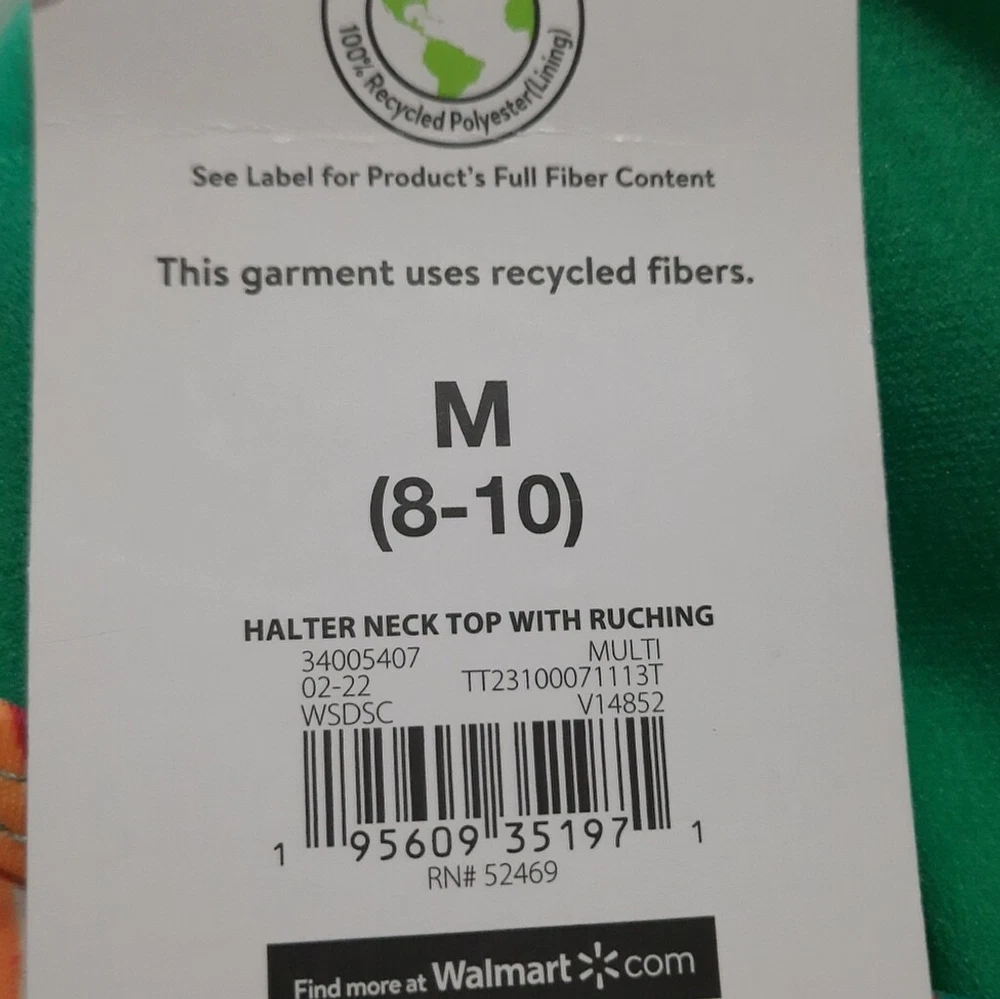 100% Recycled Polyester(Lining)
See Label for Product's Full Fiber Content
This garment uses recycled fibers.
M
(8-10)
HALTER NECK TOP WITH RUCHING
34005407 MULTI
02-22 TT23100071113T
WSDSC V14852
1 95609 35197 1
RN# 52469
Find more at Walmart com